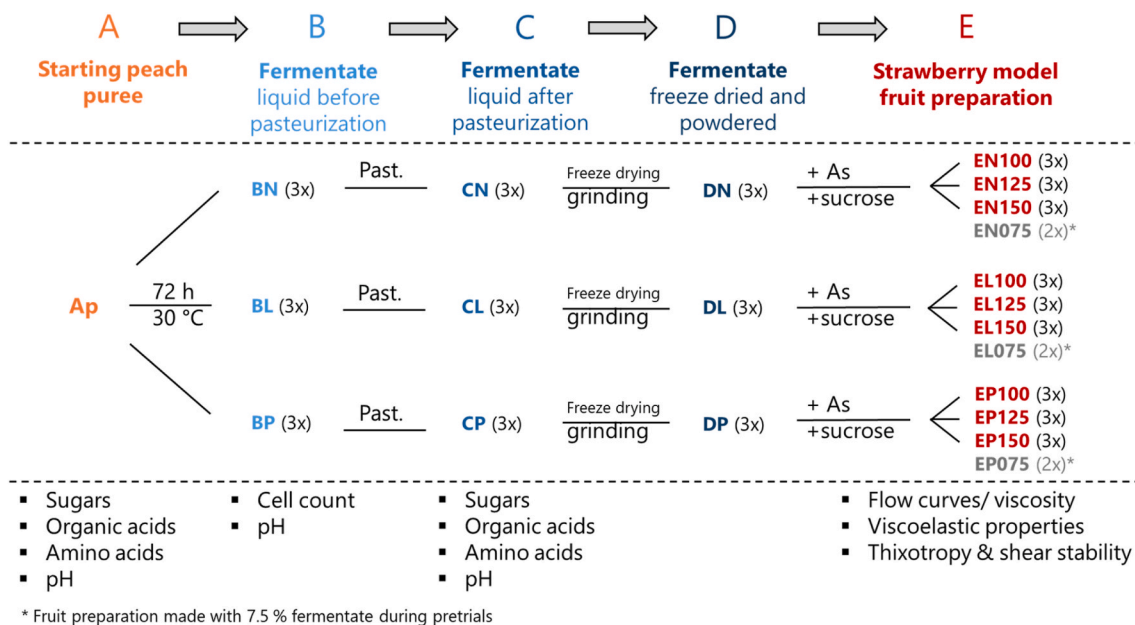 A B C D E
Starting peach puree
Fermentate liquid before pasteurization
Fermentate liquid after pasteurization
Fermentate freeze dried and powdered
Strawberry model fruit preparation
Ap
72 h
30 °C
BN (3x)
Past.
CN (3x)
Freeze drying
grinding
DN (3x)
+ As
+sucrose
EN100 (3x)
EN125 (3x)
EN150 (3x)
EN075 (2x)*
BL (3x)
Past.
CL (3x)
Freeze drying
grinding
DL (3x)
+ As
+sucrose
EL100 (3x)
EL125 (3x)
EL150 (3x)
EL075 (2x)*
BP (3x)
Past.
CP (3x)
Freeze drying
grinding
DP (3x)
+ As
+sucrose
EP100 (3x)
EP125 (3x)
EP150 (3x)
EP075 (2x)*
▪ Sugars
▪ Organic acids
▪ Amino acids
▪ pH
▪ Cell count
▪ pH
▪ Sugars
▪ Organic acids
▪ Amino acids
▪ pH
▪ Flow curves/ viscosity
▪ Viscoelastic properties
▪ Thixotropy & shear stability
* Fruit preparation made with 7.5 % fermentate during pretrials